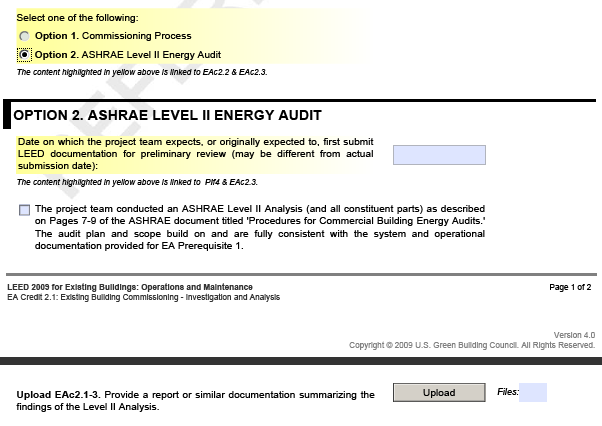 Select one of the following:
Option 1. Commissioning Process
Option 2. ASHRAE Level II Energy Audit
The content highlighted in yellow above is linked to EAc2.2 & EAc2.3.
OPTION 2. ASHRAE LEVEL II ENERGY AUDIT
Date on which the project team expects, or originally expected to, first submit
LEED documentation for preliminary review (may be different from actual
submission date):
The content highlighted in yellow above is linked to PIf4 & EAc2.3.
The project team conducted an ASHRAE Level II Analysis (and all constituent parts) as described
on Pages 7-9 of the ASHRAE document titled 'Procedures for Commercial Building Energy Audits.'
The audit plan and scope build on and are fully consistent with the system and operational
documentation provided for EA Prerequisite 1.
LEED 2009 for Existing Buildings: Operations and Maintenance
Page 1 of 2
EA Credit 2.1: Existing Building Commissioning - Investigation and Analysis
Version 4.0
Copyright © 2009 U.S. Green Building Council. All Rights Reserved.
Upload EAc2.1-3. Provide a report or similar documentation summarizing the
findings of the Level II Analysis.
Upload
Files: